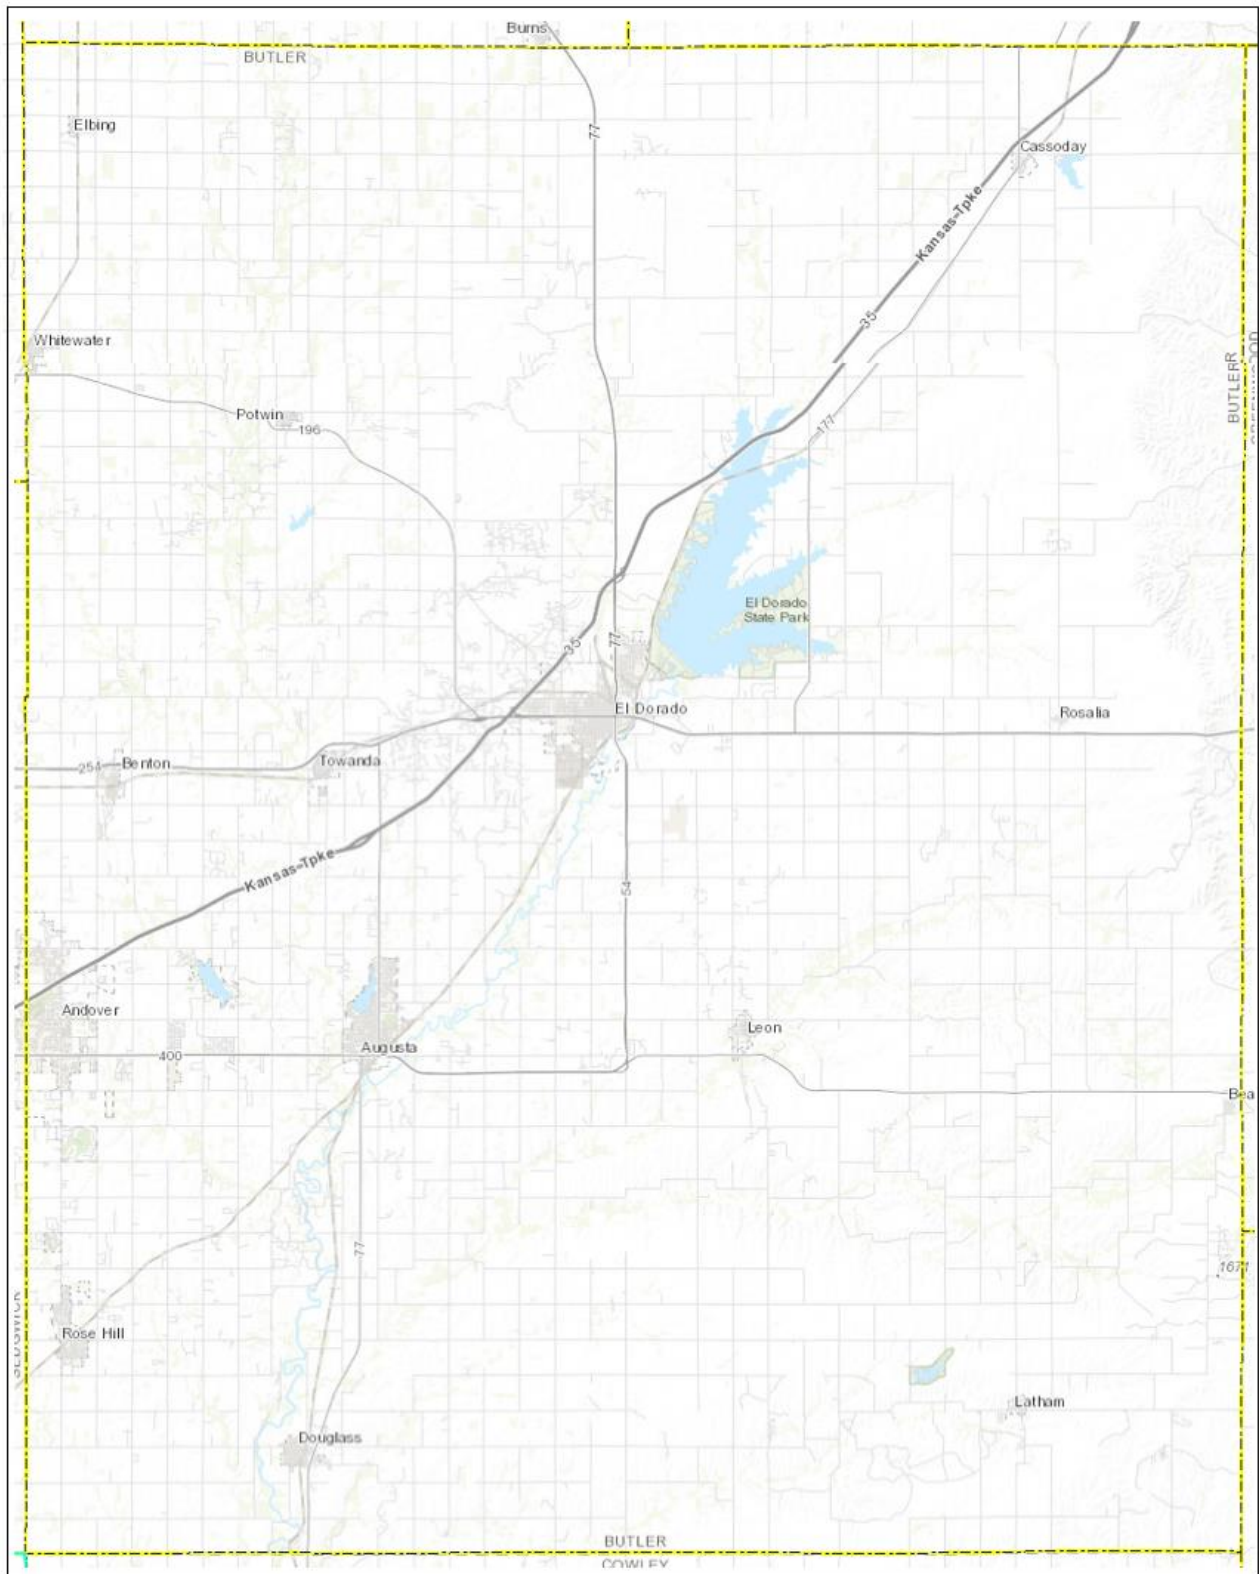 Burns
BUTLER
Elbing
77
Cassoday
Kansas-Tpke
35
Whitewater
BUTLER
Potwin
196
177
El Dorado
State Park
35
77
El Dorado
Rosalia
254
Benton
Towanda
Kansas-Tpke
54
Andover
Leon
Augusta
400
Bea
77
Rose Hill
Latham
Douglass
BUTLER
COWLEY